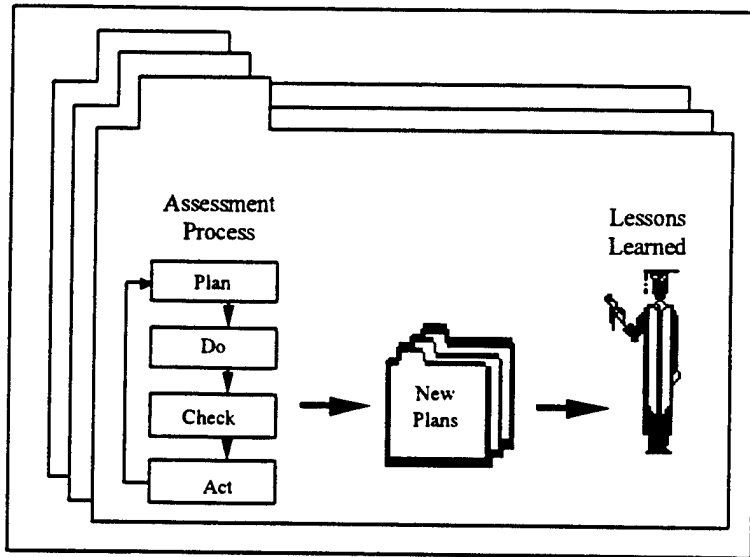 Assessment
Process
Plan
Do
Check
Act
New
Plans
Lessons
Learned